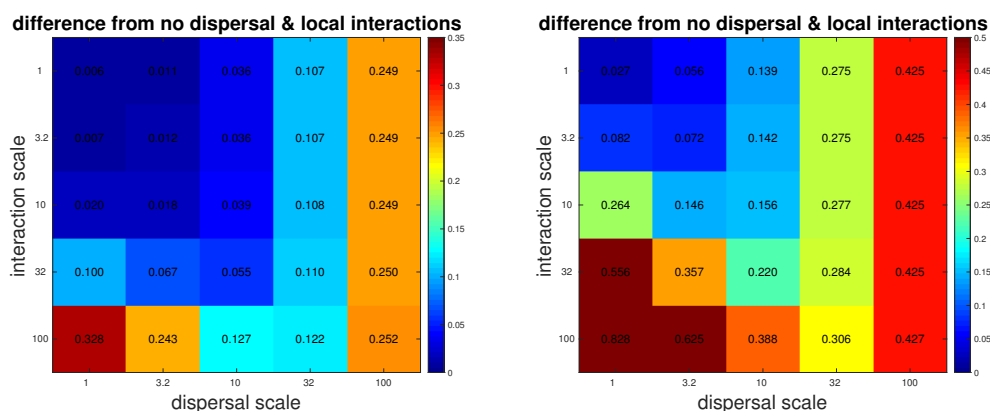 difference from no dispersal & local interactions
interaction scale
1
3.2
10
32
100
0.006 0.011 0.036 0.107 0.249
0.007 0.012 0.036 0.107 0.249
0.020 0.018 0.039 0.108 0.249
0.100 0.067 0.055 0.110 0.250
0.328 0.243 0.127 0.122 0.252
1 3.2 10 32 100
dispersal scale
0.35
0.3
0.25
0.2
0.15
0.1
0.05
0
difference from no dispersal & local interactions
interaction scale
1
3.2
10
32
100
0.027 0.056 0.139 0.275 0.425
0.082 0.072 0.142 0.275 0.425
0.264 0.146 0.156 0.277 0.425
0.556 0.357 0.220 0.284 0.425
0.828 0.625 0.388 0.306 0.427
1 3.2 10 32 100
dispersal scale
0.5
0.45
0.4
0.35
0.3
0.25
0.2
0.15
0.1
0.05
0